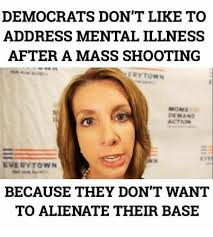 DEMOCRATS DON'T LIKE TO
ADDRESS MENTAL ILLNESS
AFTER A MASS SHOOTING
EVERYTOWN
MOMS
DEMAND
ACTION
EVERYTOWN
BECAUSE THEY DON'T WANT
TO ALIENATE THEIR BASE